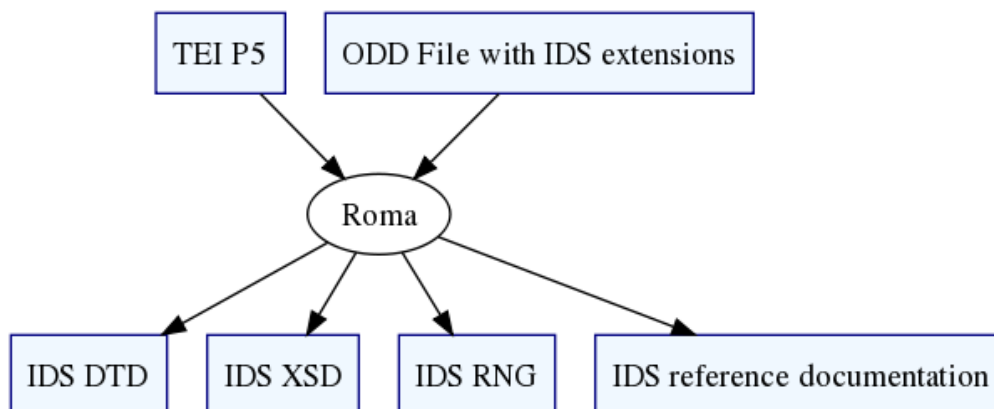 TEI P5
ODD File with IDS extensions
Roma
IDS DTD
IDS XSD
IDS RNG
IDS reference documentation